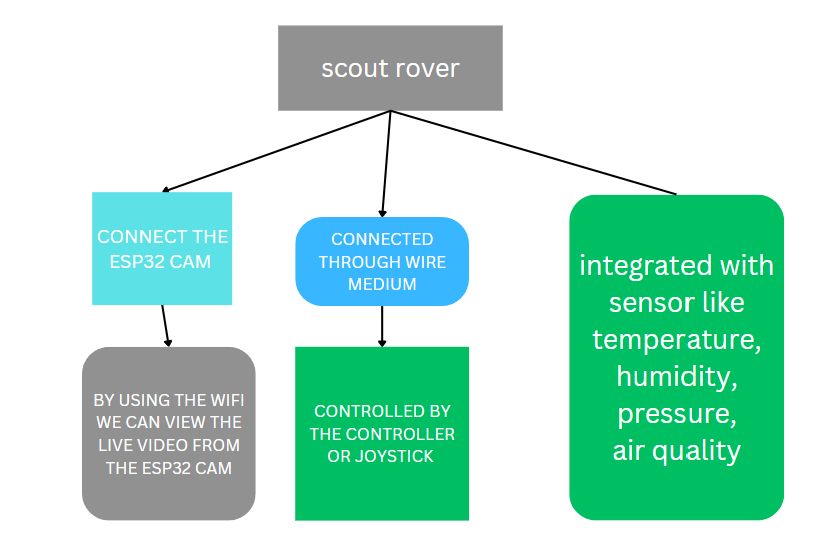 scout rover
CONNECT THE
ESP32 CAM
CONNECTED
THROUGH WIRE
MEDIUM
integrated with
sensor like
temperature,
humidity,
pressure,
air quality
BY USING THE WIFI
WE CAN VIEW THE
LIVE VIDEO FROM
THE ESP32 CAM
CONTROLLED BY
THE CONTROLLER
OR JOYSTICK